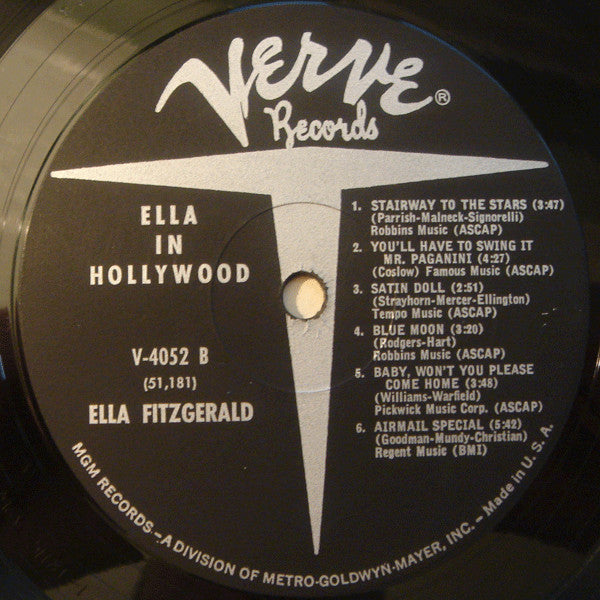 VERVE®
Records
ELLA
IN
HOLLYWOOD
V-4052 B
(51,181)
ELLA FITZGERALD
1. STAIRWAY TO THE STARS (3:47)
(Parrish-Malneck-Signorelli)
Robbins Music (ASCAP)
2. YOU'LL HAVE TO SWING IT
MR. PAGANINI (4:27)
(Coslow) Famous Music (ASCAP)
3. SATIN DOLL (2:51)
(Strayhorn-Mercer-Ellington)
Tempo Music (ASCAP)
4. BLUE MOON (3:20)
(Rodgers-Hart)
Robbins Music (ASCAP)
5. BABY, WON'T YOU PLEASE
COME HOME (3:48)
(Williams-Warfield)
Pickwick Music Corp. (ASCAP)
6. AIRMAIL SPECIAL (5:42)
(Goodman-Mundy-Christian)
Regent Music (BMI)
MGM RECORDS—A DIVISION OF METRO-GOLDWYN-MAYER, INC. – Made in U. S. A.